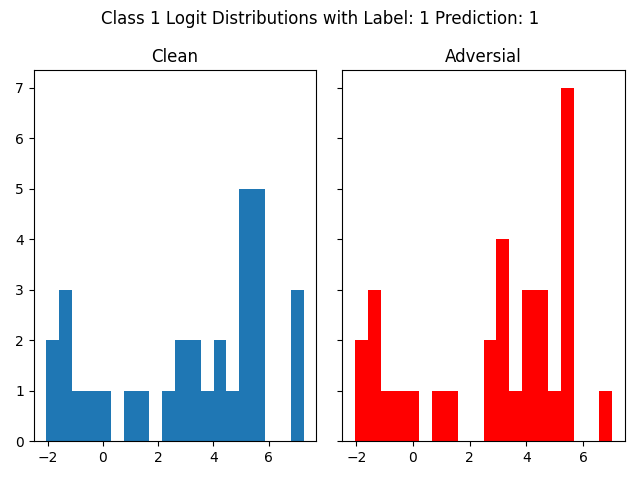 Class 1 Logit Distributions with Label: 1 Prediction: 1
Clean
Adversial
7
6
5
4
3
2
1
0
−2 0 2 4 6
−2 0 2 4 6